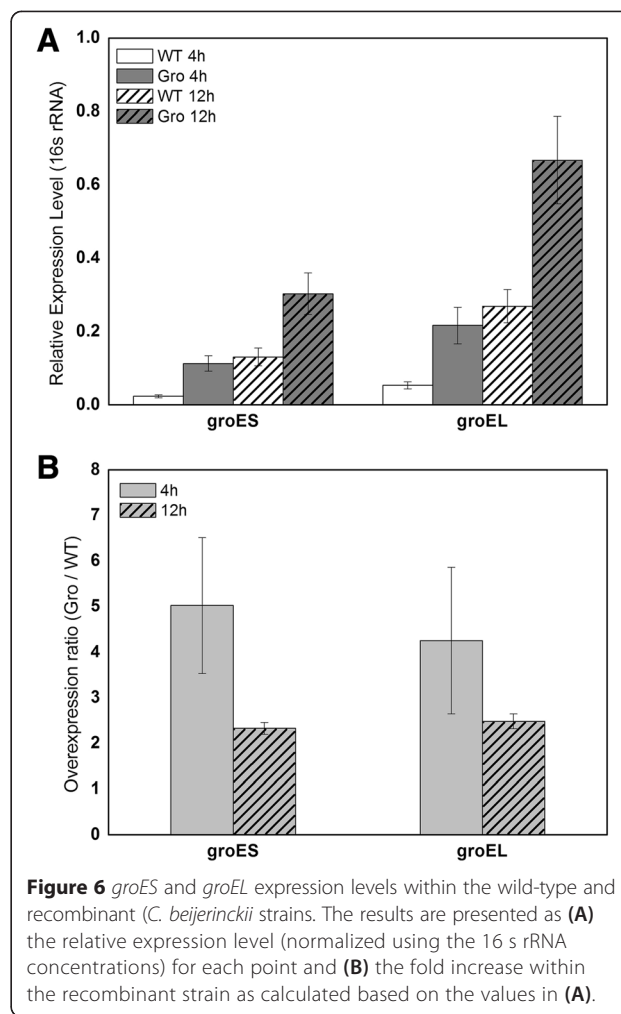 A
1.0
0.8
0.6
0.4
0.2
0.0
Relative Expression Level (16s rRNA)
WT 4h
Gro 4h
WT 12h
Gro 12h
groES groEL
B
8
7
6
5
4
3
2
1
0
Overexpression ratio (Gro / WT)
4h
12h
groES groEL
Figure 6 groES and groEL expression levels within the wild-type and
recombinant (C. beijerinckii strains. The results are presented as (A)
the relative expression level (normalized using the 16 s rRNA
concentrations) for each point and (B) the fold increase within
the recombinant strain as calculated based on the values in (A).